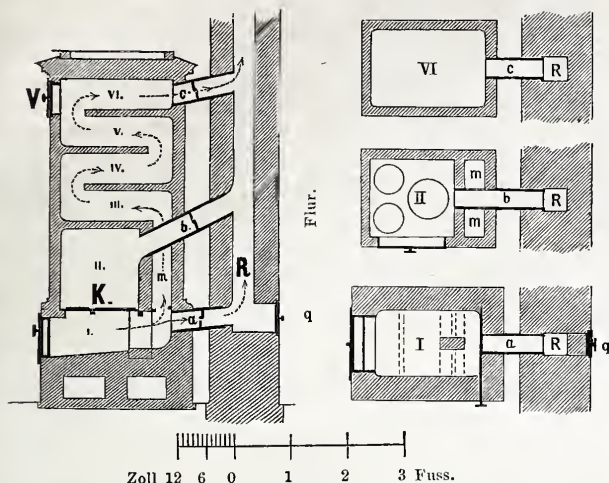 V
VI.
c
V.
IV.
III.
b.
II.
m
K.
R
I.
a
q
Flur.
VI
c
R
II
m
m
b
R
I
a
R
q
Zoll 12 6 0 1 2 3 Fuss.